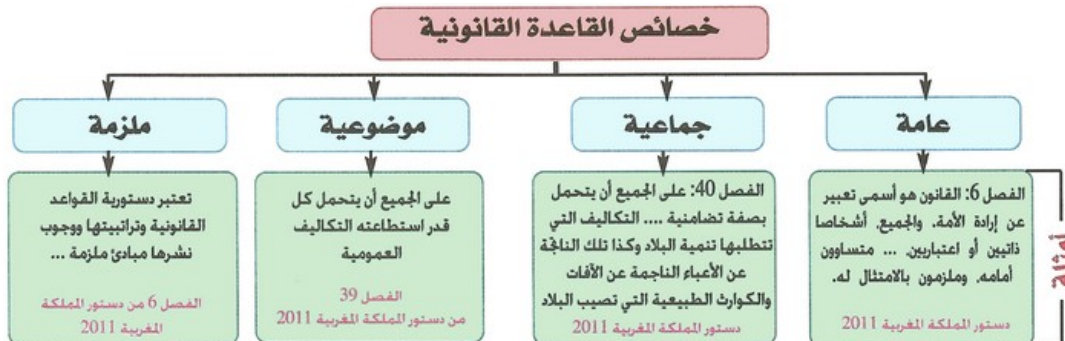 خصائص القاعدة القانونية
عامة
جماعية
موضوعية
ملزمة
أمثلة
الفصل 6: القانون هو أسمى تعبير
عن إرادة الأمة. والجميع. أشخاصا
ذاتيين أو اعتباريين. ... متساوون
أمامه. وملزمون بالامتثال له.
دستور المملكة المغربية 2011
الفصل 40: على الجميع أن يتحمل
بصفة تضامنية .... التكاليف التي
تتطلبها تنمية البلاد وكذا تلك الناتجة
عن الأعباء الناجمة عن الآفات
والكوارث الطبيعية التي تصيب البلاد
دستور المملكة المغربية 2011
على الجميع أن يتحمل كل
قدر استطاعته التكاليف
العمومية
الفصل 39
من دستور المملكة المغربية 2011
تعتبر دستورية القواعد
القانونية وتراتبيتها ووجوب
نشرها مبادئ ملزمة ...
الفصل 6 من دستور المملكة
المغربية 2011